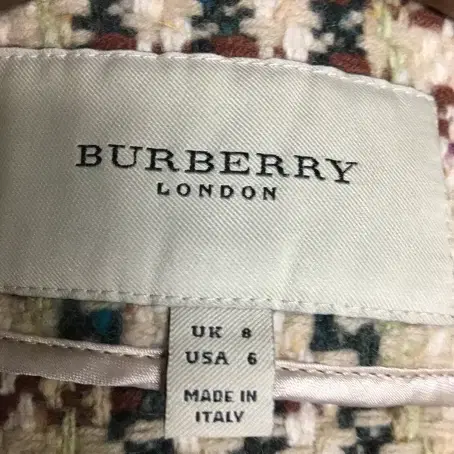 BURBERRY
LONDON
UK 8
USA 6
MADE IN
ITALY